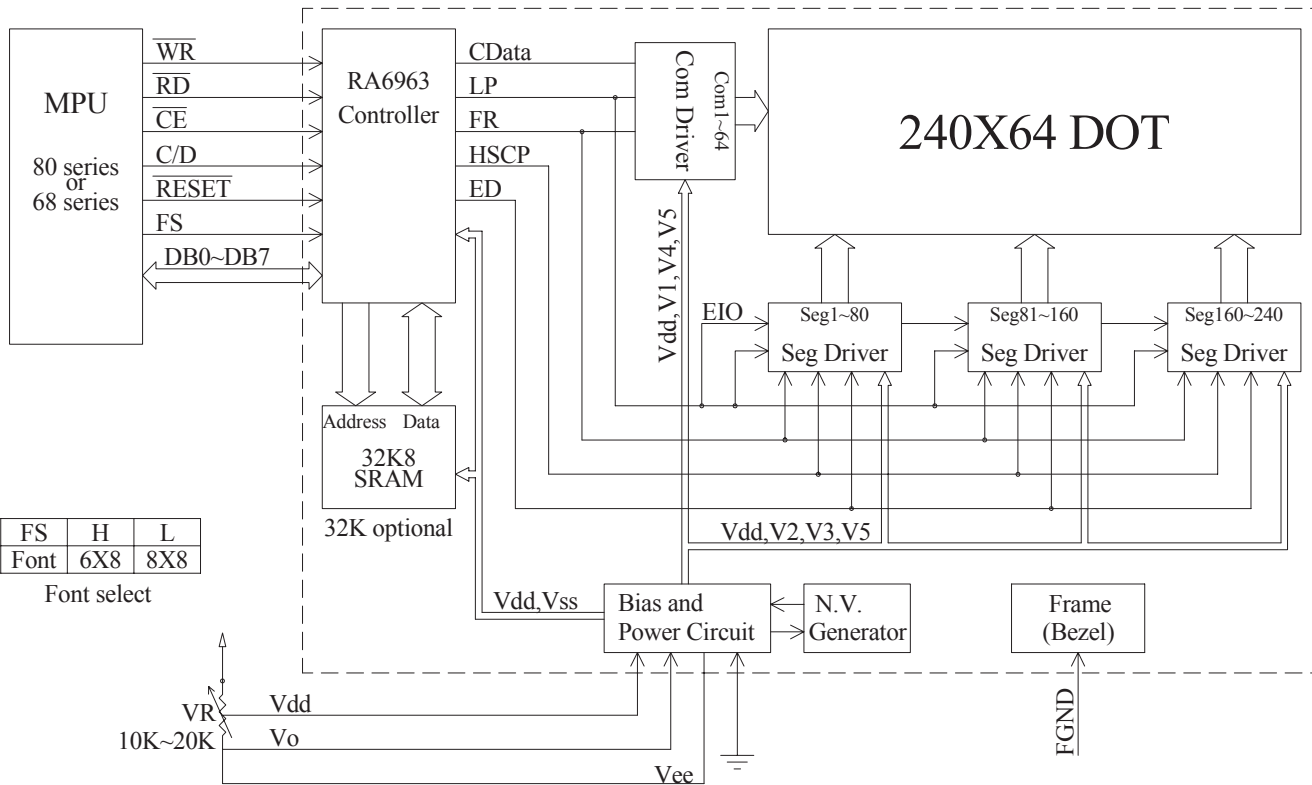 MPU
80 series
or
68 series
WR
RD
CE
C/D
RESET
FS
DB0~DB7
RA6963
Controller
CData
LP
FR
HSCP
ED
Com Driver
Com1~64
240X64 DOT
Vdd, V1, V4, V5
EIO
Seg1~80
Seg Driver
Seg81~160
Seg Driver
Seg160~240
Seg Driver
Address Data
32K8
SRAM
32K optional
FS H L
Font 6X8 8X8
Font select
Vdd,V2,V3,V5
Vdd,Vss
Bias and
Power Circuit
N.V.
Generator
Frame
(Bezel)
FGND
VR
10K~20K
Vdd
Vo
Vee